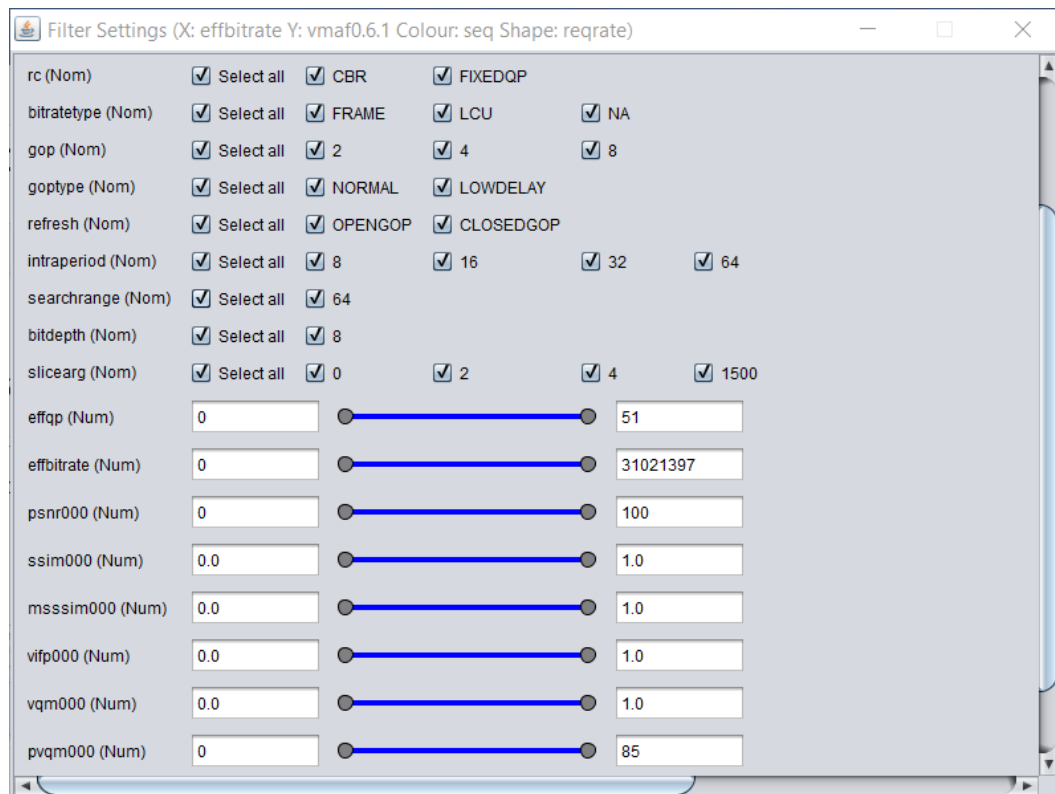 Filter Settings (X: effbitrate Y: vmaf0.6.1 Colour: seq Shape: reqrate)
rc (Nom) Select all CBR FIXEDQP
bitratetype (Nom) Select all FRAME LCU NA
gop (Nom) Select all 2 4 8
goptype (Nom) Select all NORMAL LOWDELAY
refresh (Nom) Select all OPENGOP CLOSEDGOP
intraperiod (Nom) Select all 8 16 32 64
searchrange (Nom) Select all 64
bitdepth (Nom) Select all 8
slicearg (Nom) Select all 0 2 4 1500
effqp (Num) 0 51
effbitrate (Num) 0 31021397
psnr000 (Num) 0 100
ssim000 (Num) 0.0 1.0
msssim000 (Num) 0.0 1.0
vifp000 (Num) 0.0 1.0
vqm000 (Num) 0.0 1.0
pvqm000 (Num) 0 85